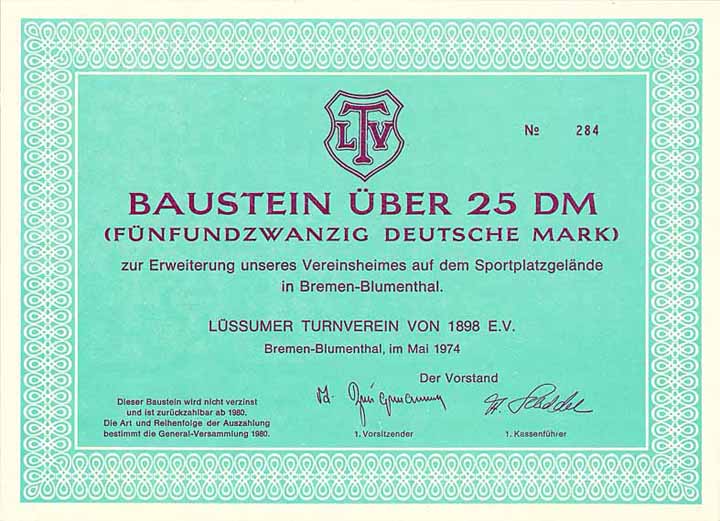 LTV
№ 284
BAUSTEIN ÜBER 25 DM
(FÜNFUNDZWANZIG DEUTSCHE MARK)
zur Erweiterung unseres Vereinsheimes auf dem Sportplatzgelände
in Bremen-Blumenthal.
LÜSSUMER TURNVEREIN VON 1898 E.V.
Bremen-Blumenthal, im Mai 1974
Der Vorstand
Dieser Baustein wird nicht verzinst
und ist zurückzahlbar ab 1980.
Die Art und Reihenfolge der Auszahlung
bestimmt die General-Versammlung 1980.
1. Vorsitzender
1. Kassenführer